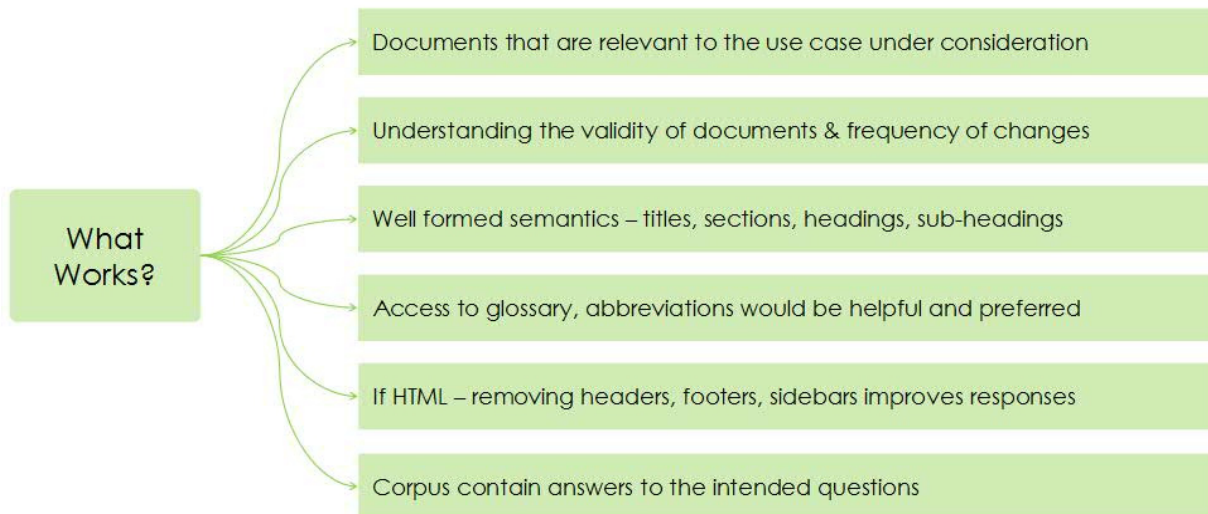 What
Works?
Documents that are relevant to the use case under consideration
Understanding the validity of documents & frequency of changes
Well formed semantics – titles, sections, headings, sub-headings
Access to glossary, abbreviations would be helpful and preferred
If HTML – removing headers, footers, sidebars improves responses
Corpus contain answers to the intended questions